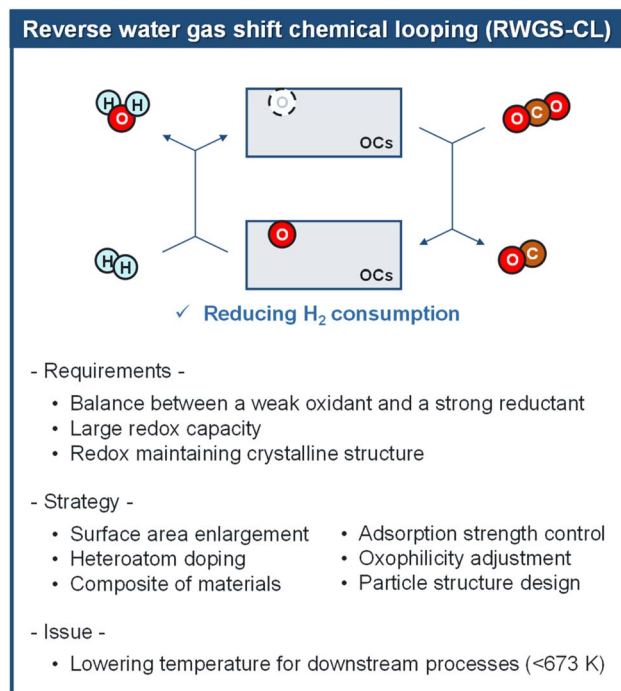 Reverse water gas shift chemical looping (RWGS-CL)
H H O
O
OCs
O C O
H H
O
OCs
O C
✓ Reducing H₂ consumption
- Requirements -
• Balance between a weak oxidant and a strong reductant
• Large redox capacity
• Redox maintaining crystalline structure
- Strategy -
• Surface area enlargement
• Heteroatom doping
• Composite of materials
• Adsorption strength control
• Oxophilicity adjustment
• Particle structure design
- Issue -
• Lowering temperature for downstream processes (<673 K)